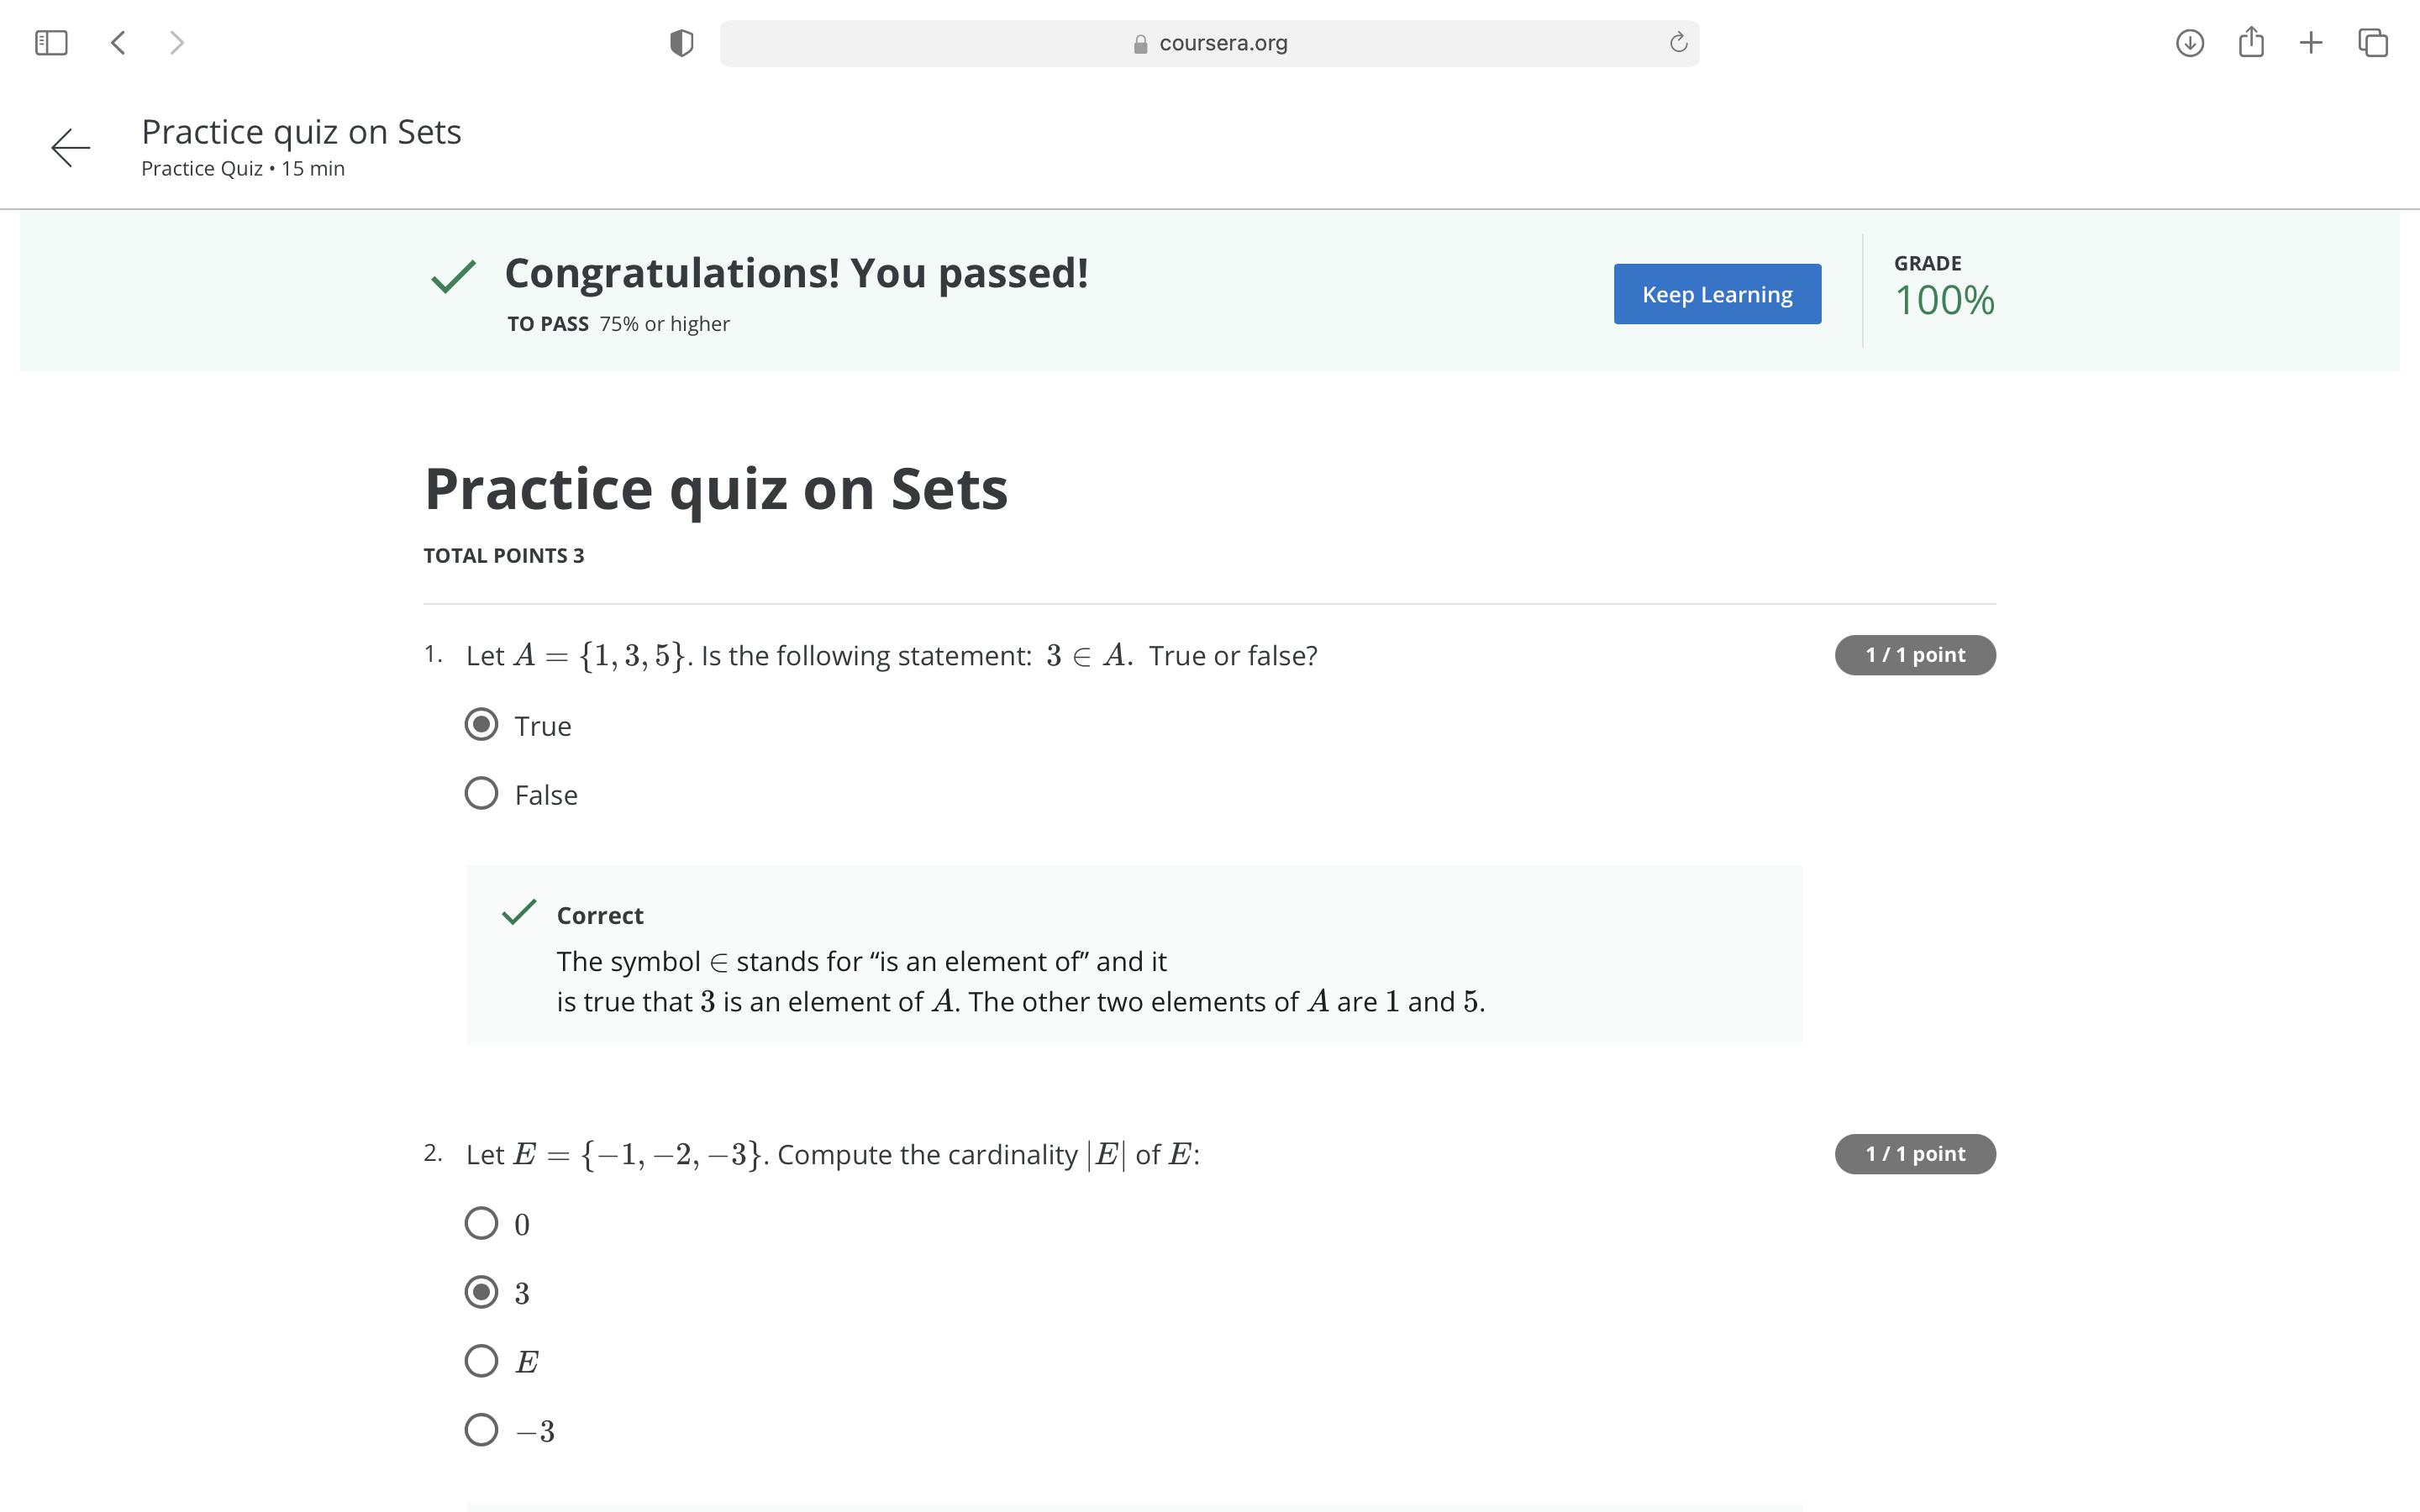 coursera.org
Practice quiz on Sets
Practice Quiz • 15 min
Congratulations! You passed!
TO PASS 75% or higher
Keep Learning
GRADE
100%
Practice quiz on Sets
TOTAL POINTS 3
1. Let A = {1, 3, 5}. Is the following statement: 3 ∈ A. True or false?
1 / 1 point
True
False
Correct
The symbol ∈ stands for “is an element of” and it
is true that 3 is an element of A. The other two elements of A are 1 and 5.
2. Let E = {−1, −2, −3}. Compute the cardinality |E| of E:
1 / 1 point
0
3
E
−3